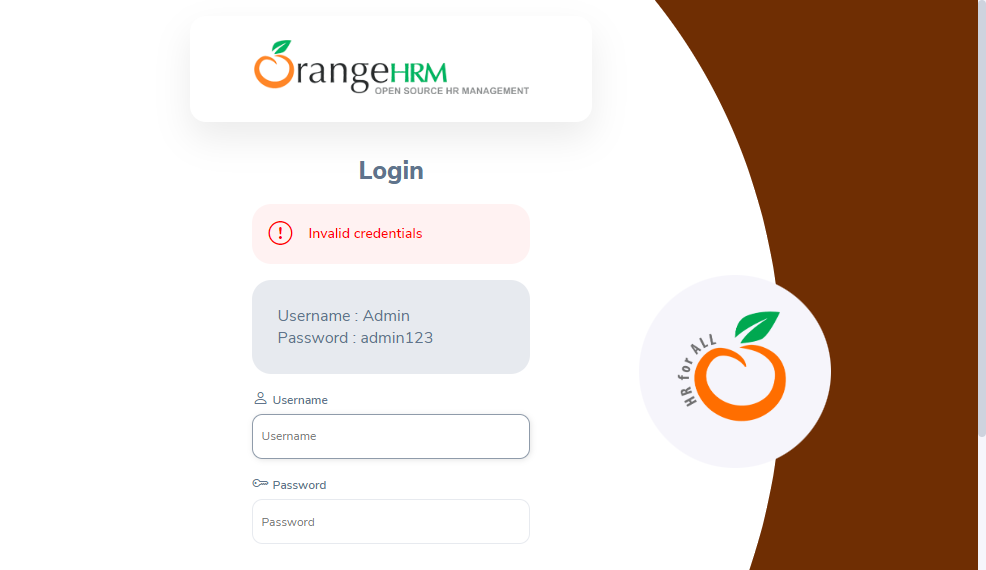 OrangeHRM
OPEN SOURCE HR MANAGEMENT
Login
Invalid credentials
Username : Admin
Password : admin123
Username
Username
Password
Password
HR for ALL